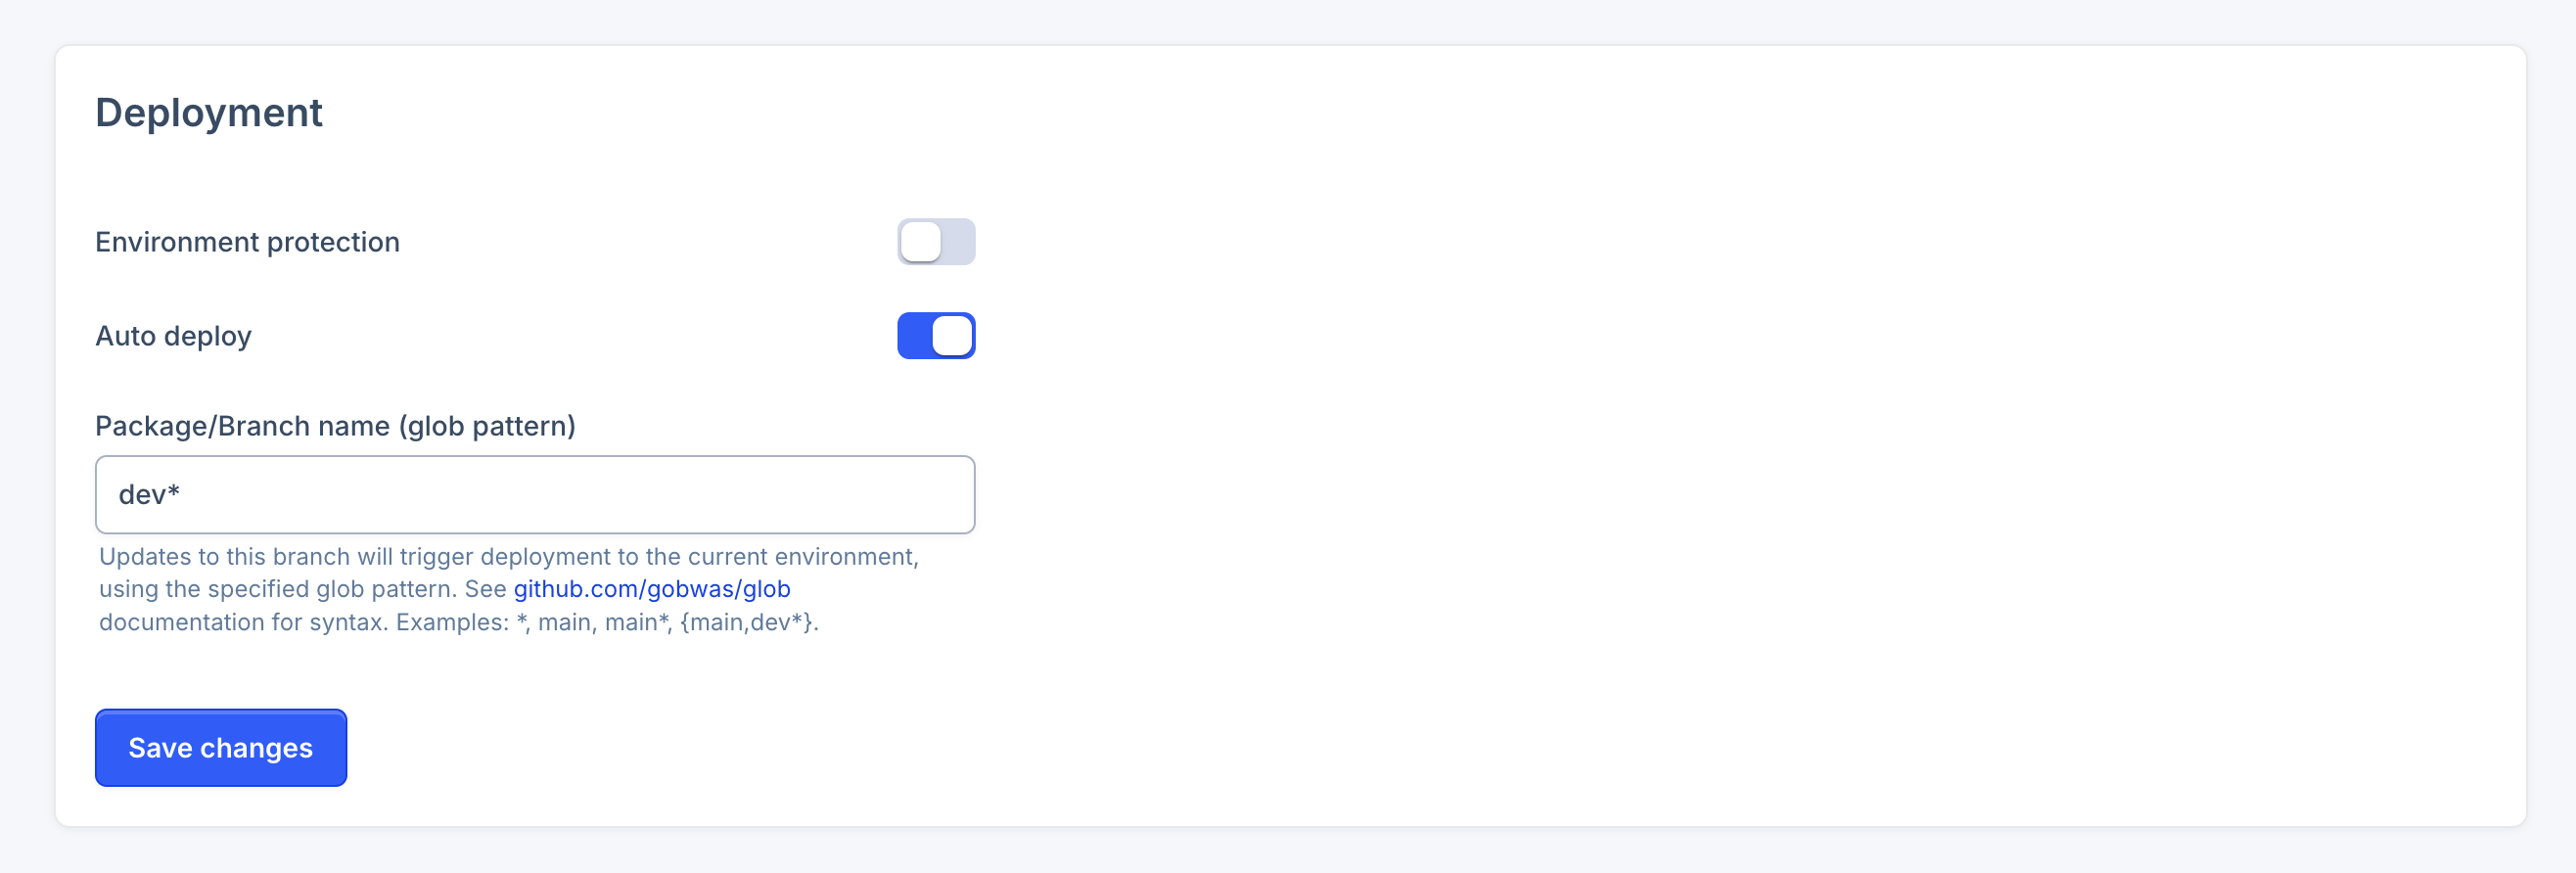 Deployment
Environment protection
Auto deploy
Package/Branch name (glob pattern)
dev*
Updates to this branch will trigger deployment to the current environment,
using the specified glob pattern. See github.com/gobwas/glob
documentation for syntax. Examples: *, main, main*, {main,dev*}.
Save changes